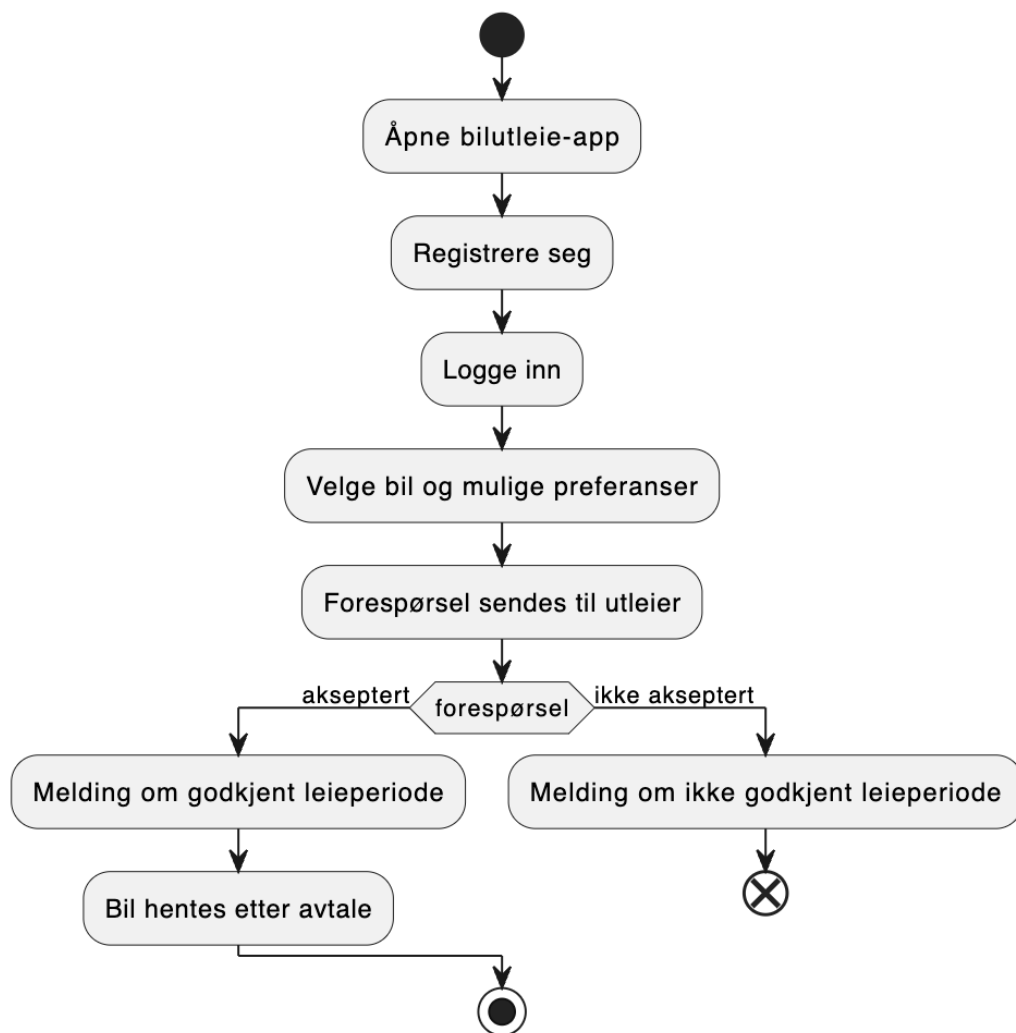 Åpne bilutleie-app
Registrere seg
Logge inn
Velge bil og mulige preferanser
Forespørsel sendes til utleier
akseptert
forespørsel
ikke akseptert
Melding om godkjent leieperiode
Melding om ikke godkjent leieperiode
Bil hentes etter avtale